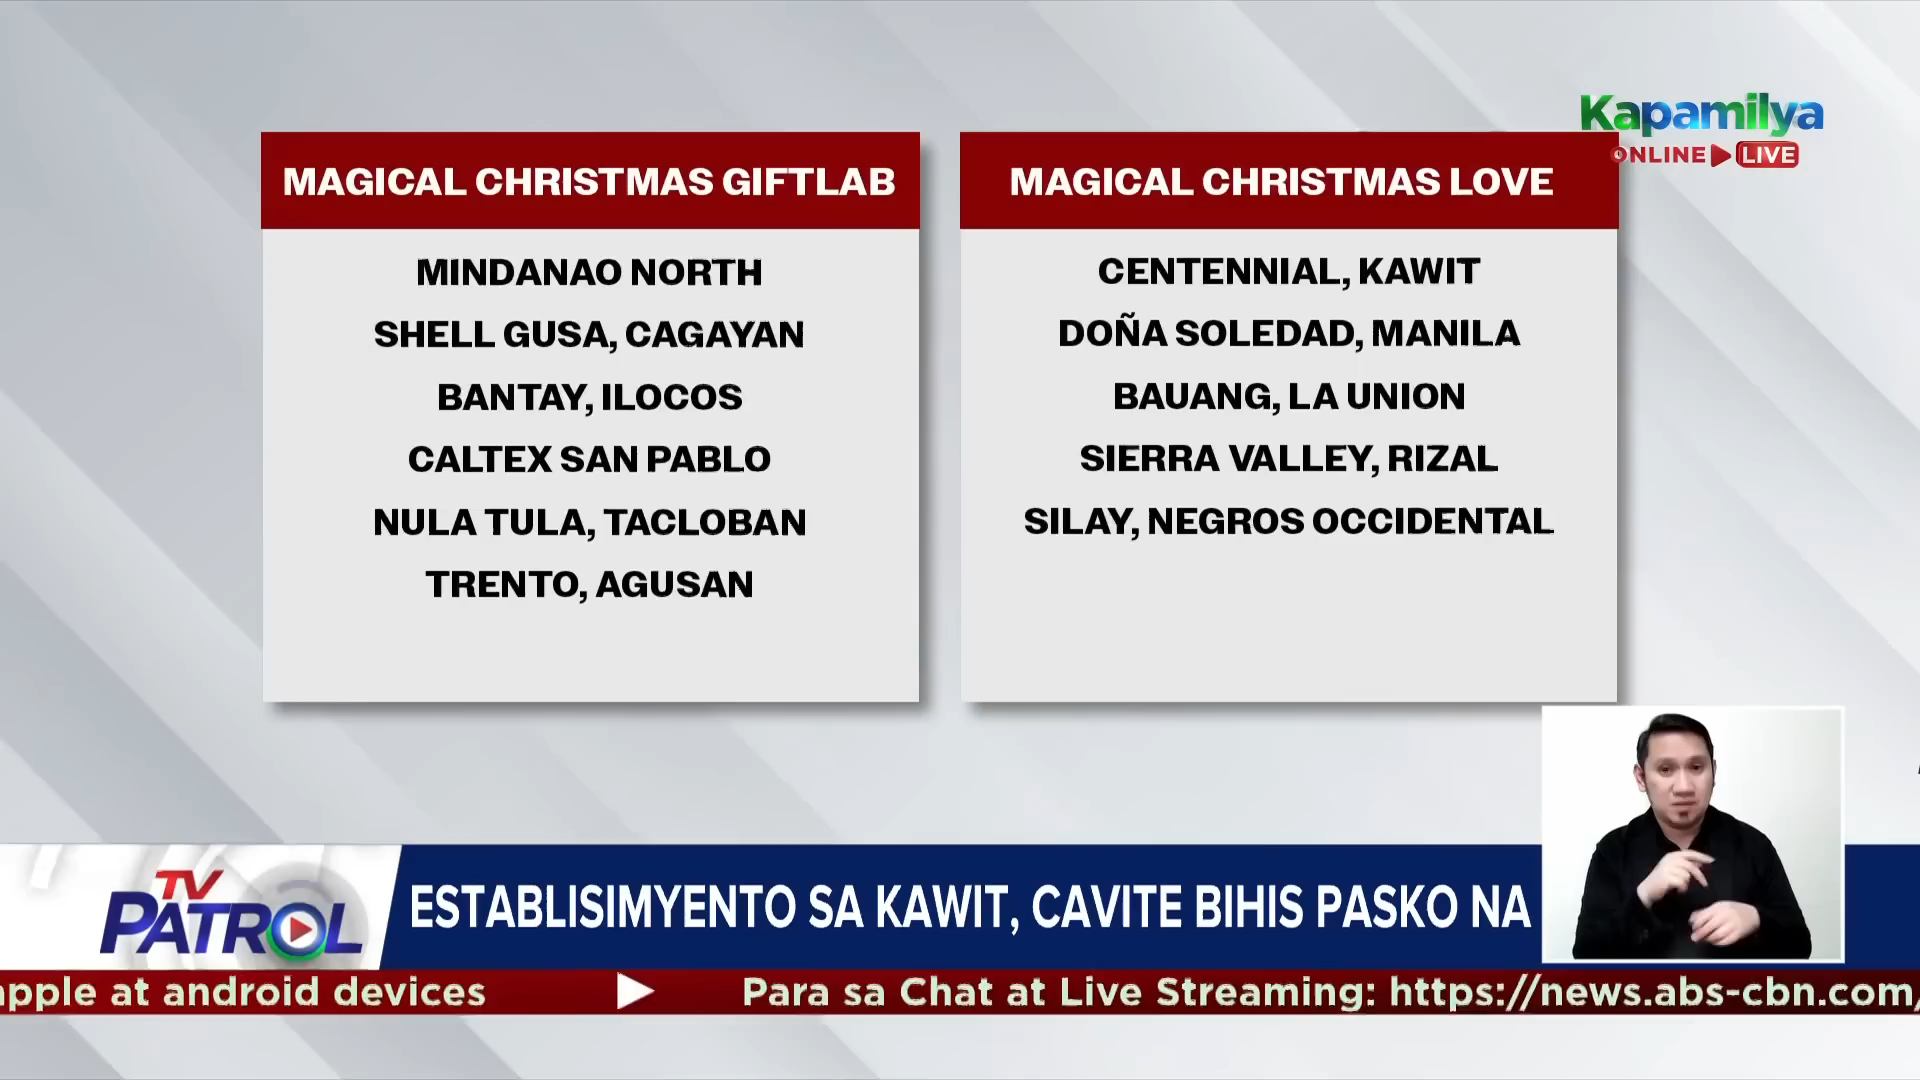 Kapamilya
ONLINE LIVE
MAGICAL CHRISTMAS GIFTLAB
MINDANAO NORTH
SHELL GUSA, CAGAYAN
BANTAY, ILOCOS
CALTEX SAN PABLO
NULA TULA, TACLOBAN
TRENTO, AGUSAN
MAGICAL CHRISTMAS LOVE
CENTENNIAL, KAWIT
DOÑA SOLEDAD, MANILA
BAUANG, LA UNION
SIERRA VALLEY, RIZAL
SILAY, NEGROS OCCIDENTAL
TV PATROL
ESTABLISIMYENTO SA KAWIT, CAVITE BIHIS PASKO NA
apple at android devices Para sa Chat at Live Streaming: https://news.abs-cbn.com/